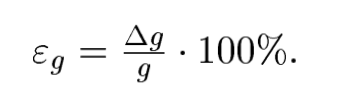 ε_g = Δg/g · 100%.